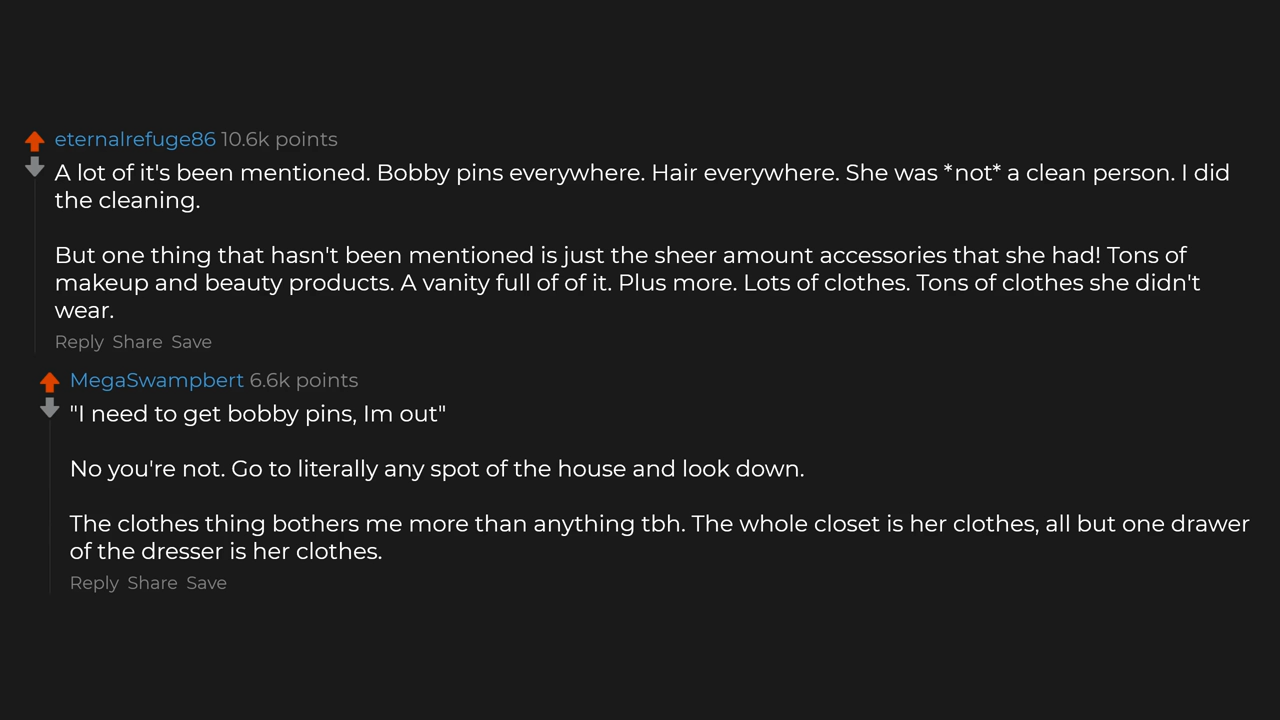 eternalrefuge86 10.6k points
A lot of it's been mentioned. Bobby pins everywhere. Hair everywhere. She was *not* a clean person. I did
the cleaning.
But one thing that hasn't been mentioned is just the sheer amount accessories that she had! Tons of
makeup and beauty products. A vanity full of of it. Plus more. Lots of clothes. Tons of clothes she didn't
wear.
Reply Share Save
MegaSwampbert 6.6k points
"I need to get bobby pins, Im out"
No you're not. Go to literally any spot of the house and look down.
The clothes thing bothers me more than anything tbh. The whole closet is her clothes, all but one drawer
of the dresser is her clothes.
Reply Share Save